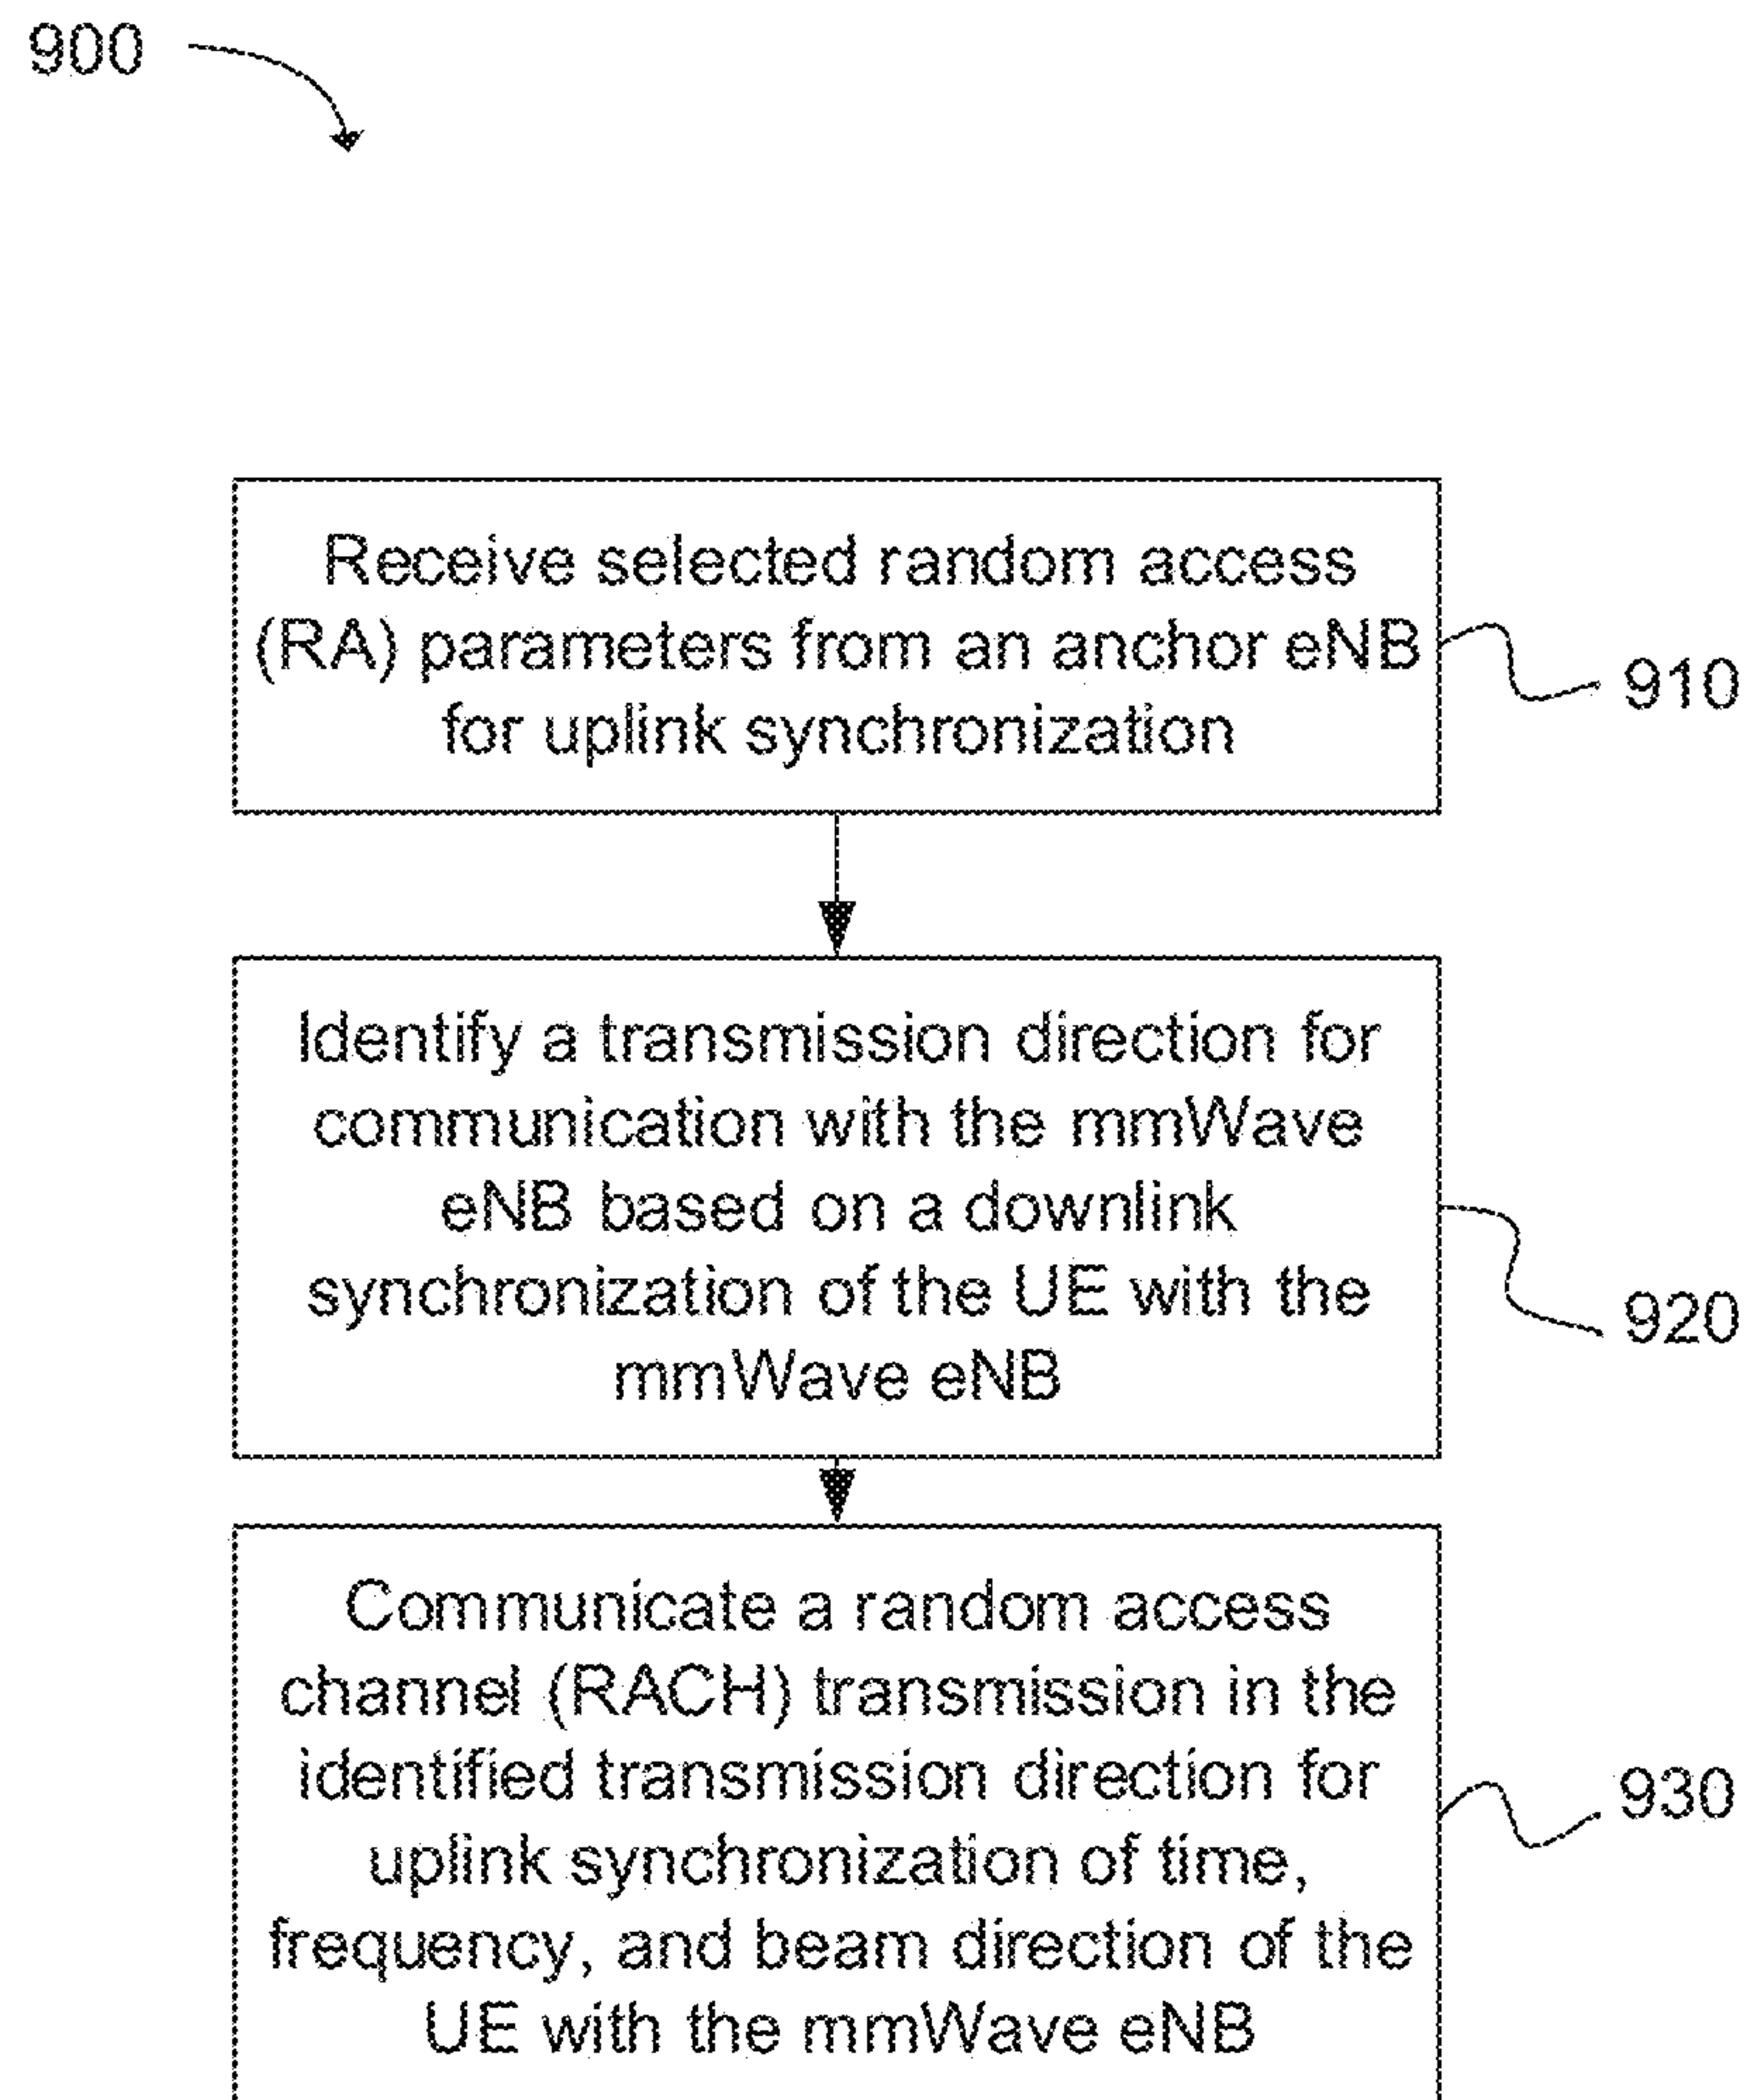 900
Receive selected random access
(RA) parameters from an anchor eNB
for uplink synchronization
910
Identify a transmission direction for
communication with the mmWave
eNB based on a downlink
synchronization of the UE with the
mmWave eNB
920
Communicate a random access
channel (RACH) transmission in the
identified transmission direction for
uplink synchronization of time,
frequency, and beam direction of the
UE with the mmWave eNB
930